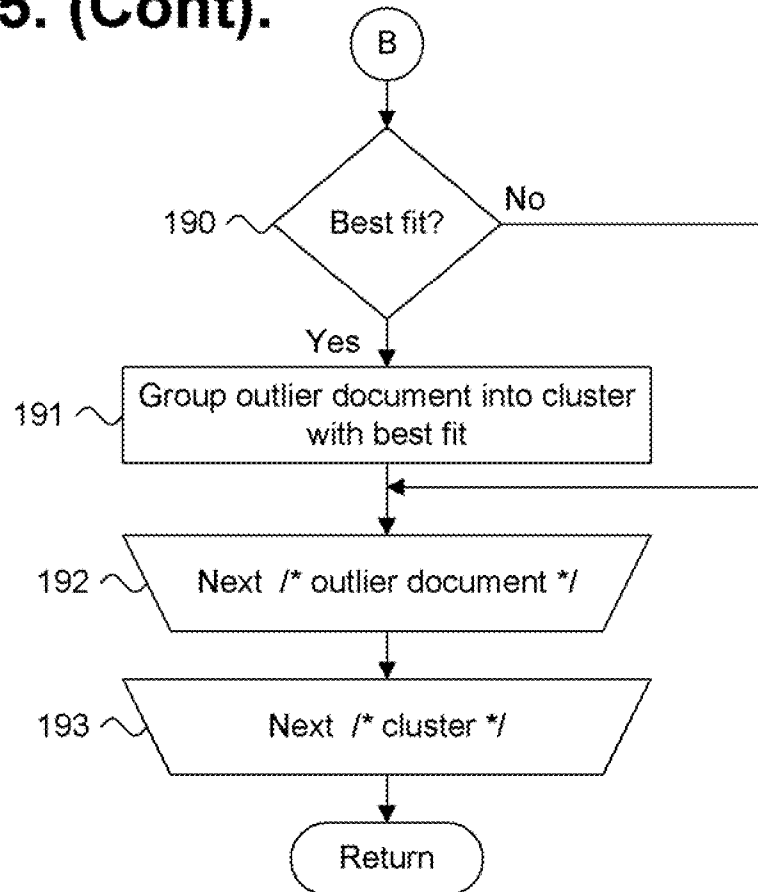 5. (Cont).
B
190
Best fit?
No
Yes
191
Group outlier document into cluster
with best fit
192
Next /* outlier document */
193
Next /* cluster */
Return